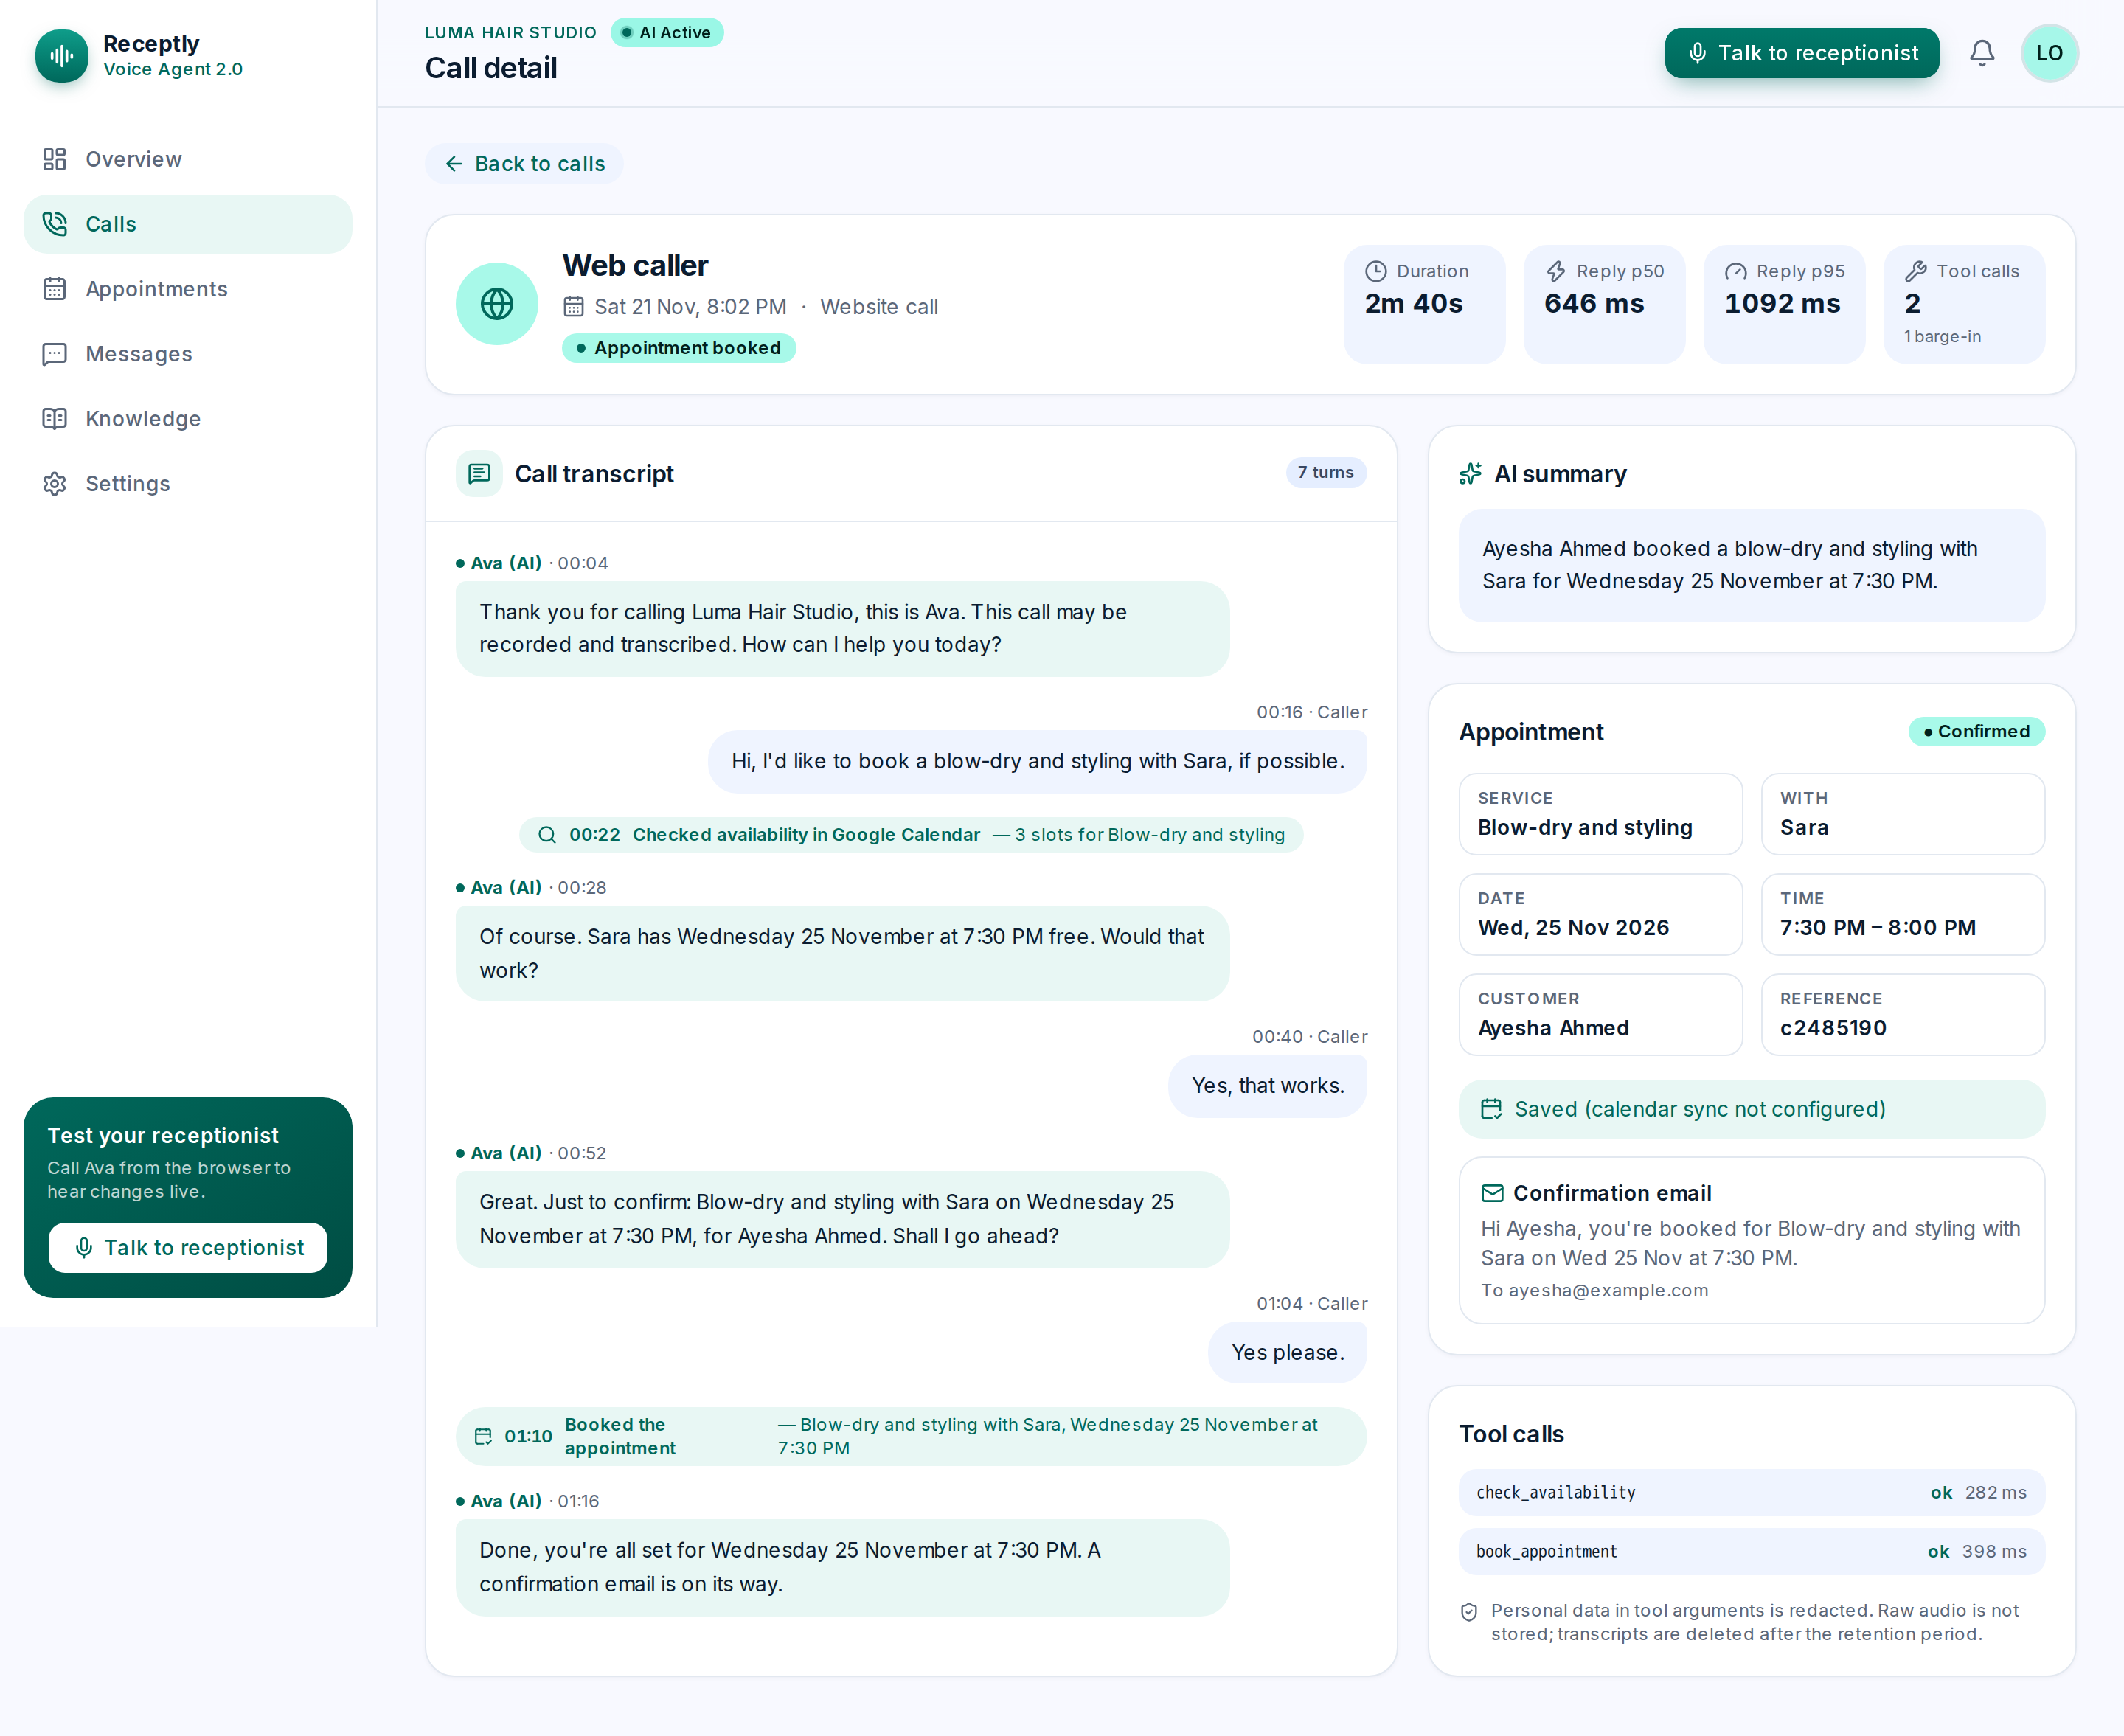 Receptly
Voice Agent 2.0
Overview
Calls
Appointments
Messages
Knowledge
Settings
Test your receptionist
Call Ava from the browser to
hear changes live.
Talk to receptionist
LUMA HAIR STUDIO
AI Active
Call detail
Talk to receptionist
LO
Back to calls
Web caller
Sat 21 Nov, 8:02 PM · Website call
Appointment booked
Duration
2m 40s
Reply p50
646 ms
Reply p95
1092 ms
Tool calls
2
1 barge-in
Call transcript
7 turns
Ava (AI) · 00:04
Thank you for calling Luma Hair Studio, this is Ava. This call may be
recorded and transcribed. How can I help you today?
00:16 · Caller
Hi, I'd like to book a blow-dry and styling with Sara, if possible.
00:22 Checked availability in Google Calendar — 3 slots for Blow-dry and styling
Ava (AI) · 00:28
Of course. Sara has Wednesday 25 November at 7:30 PM free. Would that
work?
00:40 · Caller
Yes, that works.
Ava (AI) · 00:52
Great. Just to confirm: Blow-dry and styling with Sara on Wednesday 25
November at 7:30 PM, for Ayesha Ahmed. Shall I go ahead?
01:04 · Caller
Yes please.
01:10 Booked the
appointment
— Blow-dry and styling with Sara, Wednesday 25 November at
7:30 PM
Ava (AI) · 01:16
Done, you're all set for Wednesday 25 November at 7:30 PM. A
confirmation email is on its way.
AI summary
Ayesha Ahmed booked a blow-dry and styling with
Sara for Wednesday 25 November at 7:30 PM.
Appointment
Confirmed
SERVICE
Blow-dry and styling
WITH
Sara
DATE
Wed, 25 Nov 2026
TIME
7:30 PM – 8:00 PM
CUSTOMER
Ayesha Ahmed
REFERENCE
c2485190
Saved (calendar sync not configured)
Confirmation email
Hi Ayesha, you're booked for Blow-dry and styling with
Sara on Wed 25 Nov at 7:30 PM.
To ayesha@example.com
Tool calls
check_availability ok 282 ms
book_appointment ok 398 ms
Personal data in tool arguments is redacted. Raw audio is not
stored; transcripts are deleted after the retention period.